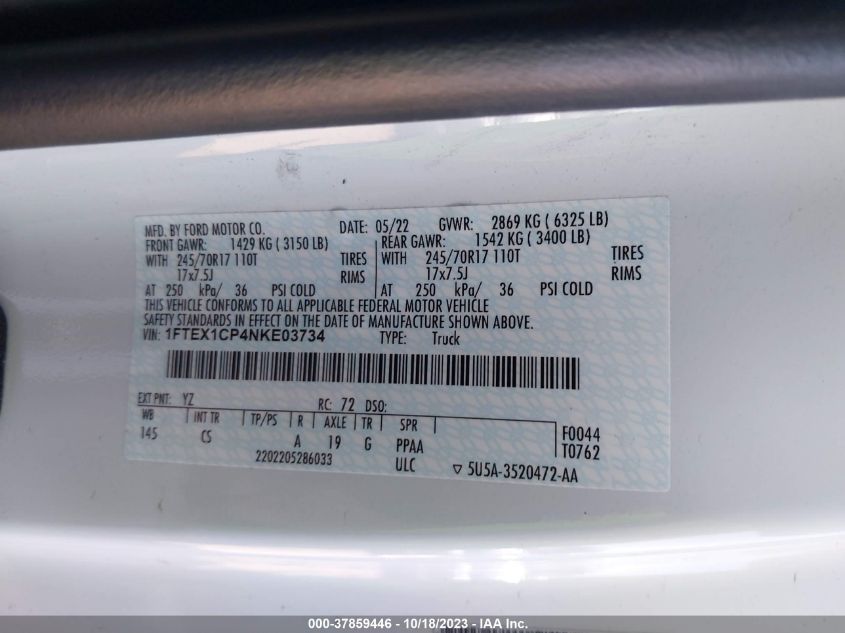 MFD. BY FORD MOTOR CO. DATE: 05/22 GVWR: 2869 KG ( 6325 LB)
FRONT GAWR: 1429 KG ( 3150 LB) REAR GAWR: 1542 KG ( 3400 LB)
WITH 245/70R17 110T TIRES WITH 245/70R17 110T TIRES
17x7.5J RIMS 17x7.5J RIMS
AT 250 kPa/ 36 PSI COLD AT 250 kPa/ 36 PSI COLD
THIS VEHICLE CONFORMS TO ALL APPLICABLE FEDERAL MOTOR VEHICLE
SAFETY STANDARDS IN EFFECT ON THE DATE OF MANUFACTURE SHOWN ABOVE.
VIN: 1FTEX1CP4NKE03734 TYPE: Truck
EXT PNT: YZ RC: 72 DSO:
WB INT TR TP/PS R AXLE TR SPR F0044
145 CS A 19 G PPAA T0762
2202205286033 ULC ▽ 5U5A-3520472-AA
000-37859446 - 10/18/2023 - IAA Inc.